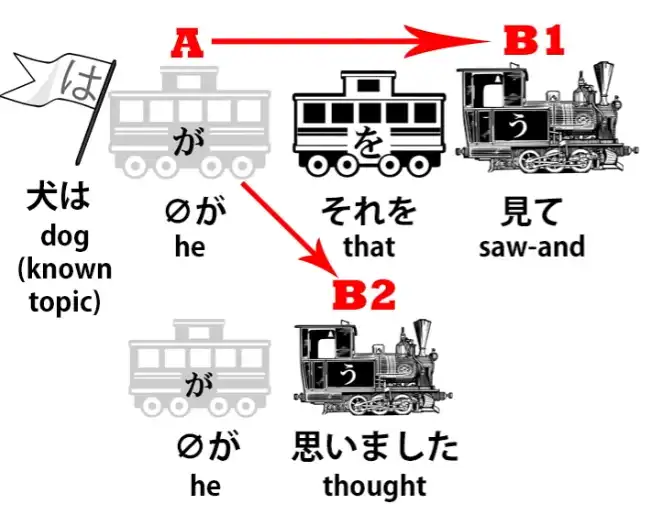 A B1
は が を う
犬は ∅が それを 見て
dog he that saw-and
(known
topic)
B2
が う
∅が 思いました
he thought